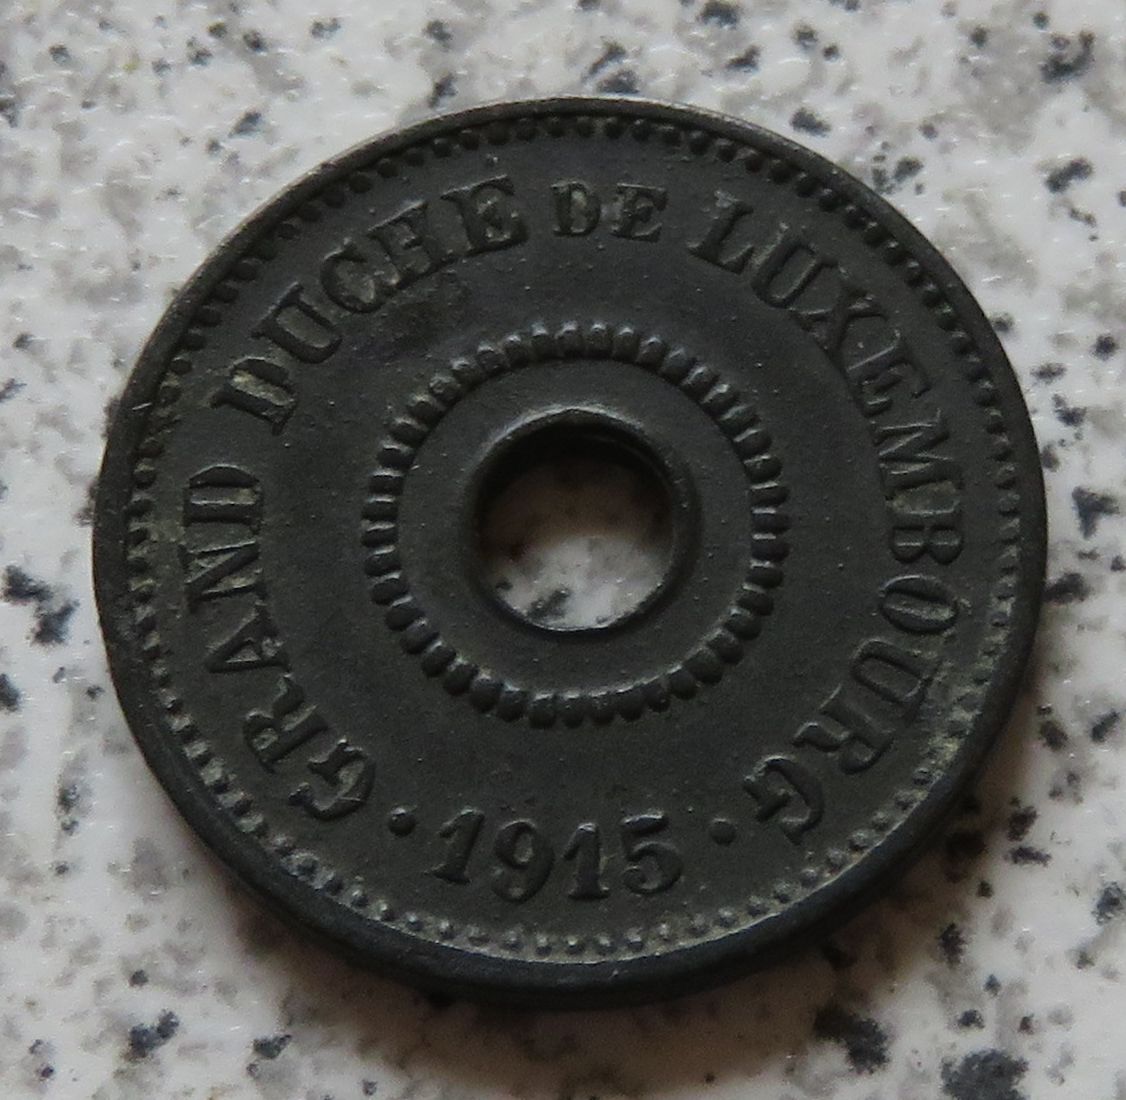 GRAND DUCHE DE LUXEMBOURG
• 1915 •